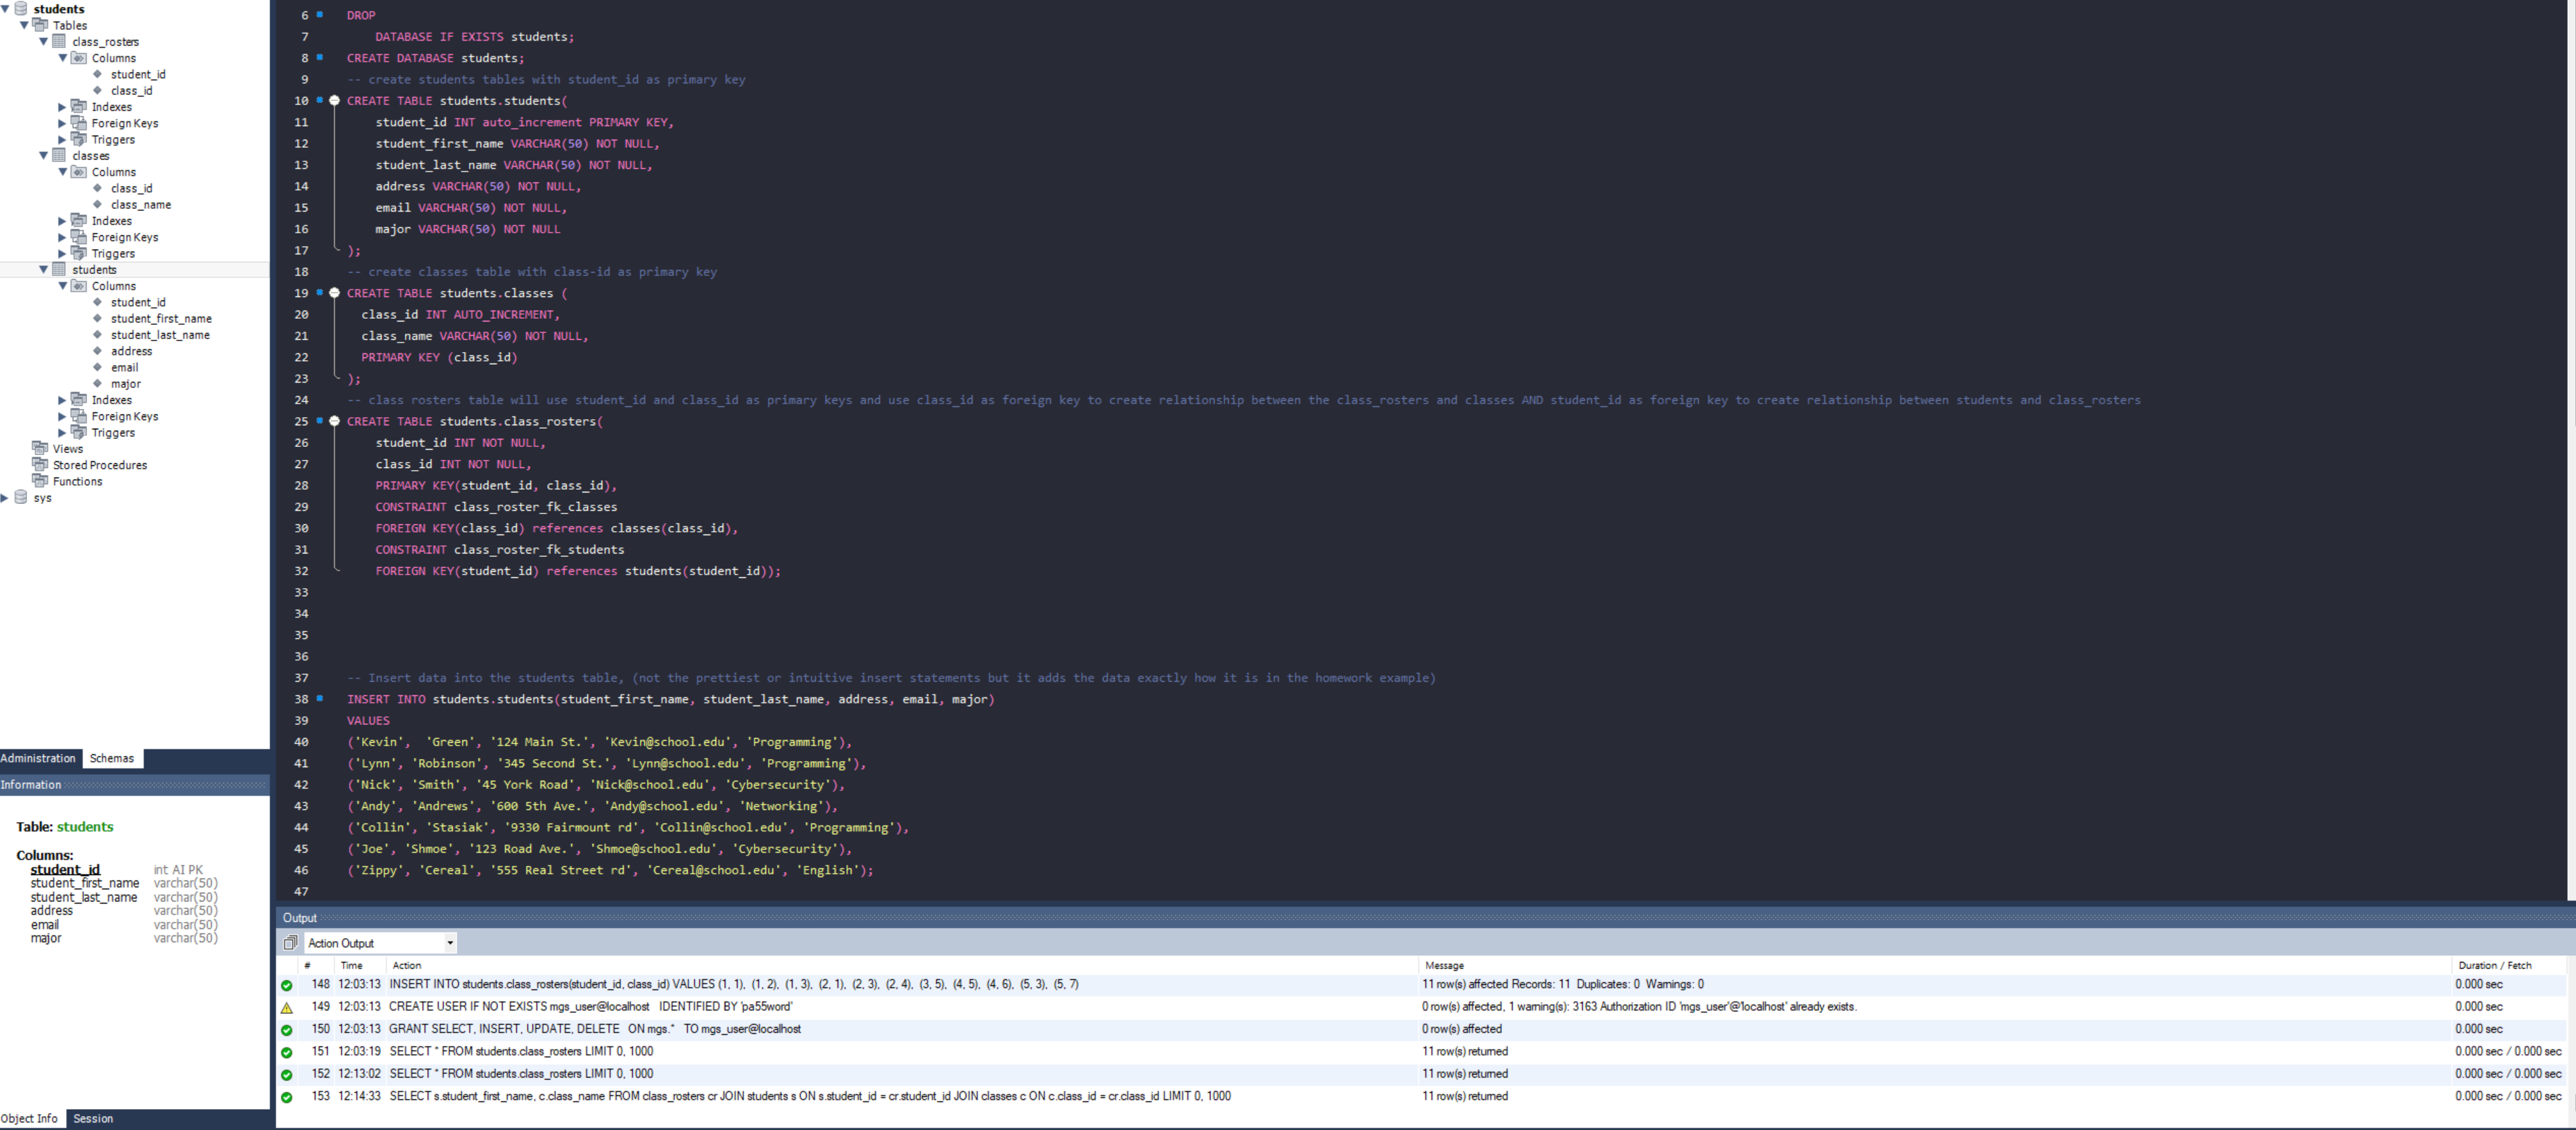 students
Tables
class_rosters
Columns
student_id
class_id
Indexes
Foreign Keys
Triggers
classes
Columns
class_id
class_name
Indexes
Foreign Keys
Triggers
students
Columns
student_id
student_first_name
student_last_name
address
email
major
Indexes
Foreign Keys
Triggers
Views
Stored Procedures
Functions
sys
Administration Schemas
Information
Table: students
Columns:
student_id int AI PK
student_first_name varchar(50)
student_last_name varchar(50)
address varchar(50)
email varchar(50)
major varchar(50)
Object Info Session
6 DROP
7 DATABASE IF EXISTS students;
8 CREATE DATABASE students;
9 -- create students tables with student_id as primary key
10 CREATE TABLE students.students(
11 student_id INT auto_increment PRIMARY KEY,
12 student_first_name VARCHAR(50) NOT NULL,
13 student_last_name VARCHAR(50) NOT NULL,
14 address VARCHAR(50) NOT NULL,
15 email VARCHAR(50) NOT NULL,
16 major VARCHAR(50) NOT NULL
17 );
18 -- create classes table with class-id as primary key
19 CREATE TABLE students.classes (
20 class_id INT AUTO_INCREMENT,
21 class_name VARCHAR(50) NOT NULL,
22 PRIMARY KEY (class_id)
23 );
24 -- class rosters table will use student_id and class_id as primary keys and use class_id as foreign key to create relationship between the class_rosters and classes AND student_id as foreign key to create relationship between students and class_rosters
25 CREATE TABLE students.class_rosters(
26 student_id INT NOT NULL,
27 class_id INT NOT NULL,
28 PRIMARY KEY(student_id, class_id),
29 CONSTRAINT class_roster_fk_classes
30 FOREIGN KEY(class_id) references classes(class_id),
31 CONSTRAINT class_roster_fk_students
32 FOREIGN KEY(student_id) references students(student_id));
33
34
35
36
37 -- Insert data into the students table, (not the prettiest or intuitive insert statements but it adds the data exactly how it is in the homework example)
38 INSERT INTO students.students(student_first_name, student_last_name, address, email, major)
39 VALUES
40 ('Kevin', 'Green', '124 Main St.', 'Kevin@school.edu', 'Programming'),
41 ('Lynn', 'Robinson', '345 Second St.', 'Lynn@school.edu', 'Programming'),
42 ('Nick', 'Smith', '45 York Road', 'Nick@school.edu', 'Cybersecurity'),
43 ('Andy', 'Andrews', '600 5th Ave.', 'Andy@school.edu', 'Networking'),
44 ('Collin', 'Stasiak', '9330 Fairmount rd', 'Collin@school.edu', 'Programming'),
45 ('Joe', 'Shmoe', '123 Road Ave.', 'Shmoe@school.edu', 'Cybersecurity'),
46 ('Zippy', 'Cereal', '555 Real Street rd', 'Cereal@school.edu', 'English');
47
Output
Action Output
# Time Action Message Duration / Fetch
148 12:03:13 INSERT INTO students.class_rosters(student_id, class_id) VALUES (1, 1), (1, 2), (1, 3), (2, 1), (2, 3), (2, 4), (3, 5), (4, 5), (4, 6), (5, 3), (5, 7) 11 row(s) affected Records: 11 Duplicates: 0 Warnings: 0 0.000 sec
149 12:03:13 CREATE USER IF NOT EXISTS mgs_user@localhost IDENTIFIED BY 'pa55word' 0 row(s) affected, 1 warning(s): 3163 Authorization ID 'mgs_user'@'localhost' already exists. 0.000 sec
150 12:03:13 GRANT SELECT, INSERT, UPDATE, DELETE ON mgs.* TO mgs_user@localhost 0 row(s) affected 0.000 sec
151 12:03:19 SELECT * FROM students.class_rosters LIMIT 0, 1000 11 row(s) returned 0.000 sec / 0.000 sec
152 12:13:02 SELECT * FROM students.class_rosters LIMIT 0, 1000 11 row(s) returned 0.000 sec / 0.000 sec
153 12:14:33 SELECT s.student_first_name, c.class_name FROM class_rosters cr JOIN students s ON s.student_id = cr.student_id JOIN classes c ON c.class_id = cr.class_id LIMIT 0, 1000 11 row(s) returned 0.000 sec / 0.000 sec